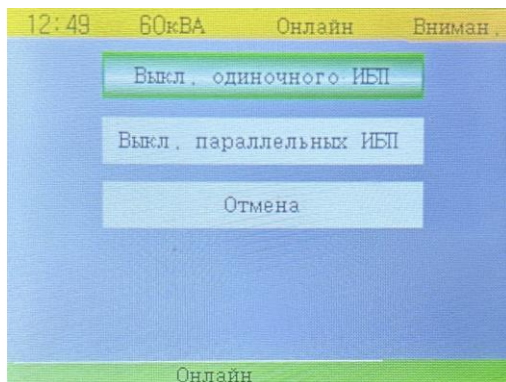 12:49 60кВА Онлайн Вниман.
Выкл. одиночного ИБП
Выкл. параллельных ИБП
Отмена
Онлайн